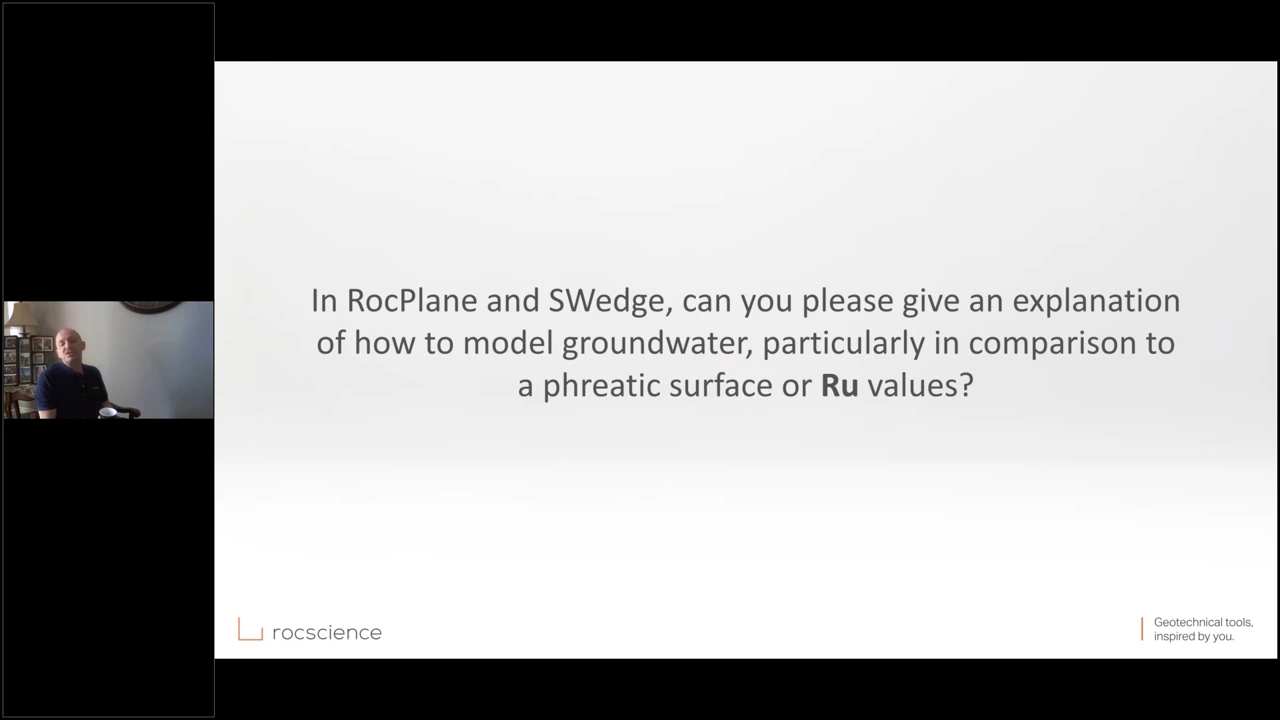 In RocPlane and SWedge, can you please give an explanation
of how to model groundwater, particularly in comparison to
a phreatic surface or Ru values?
rocscience
Geotechnical tools,
inspired by you.